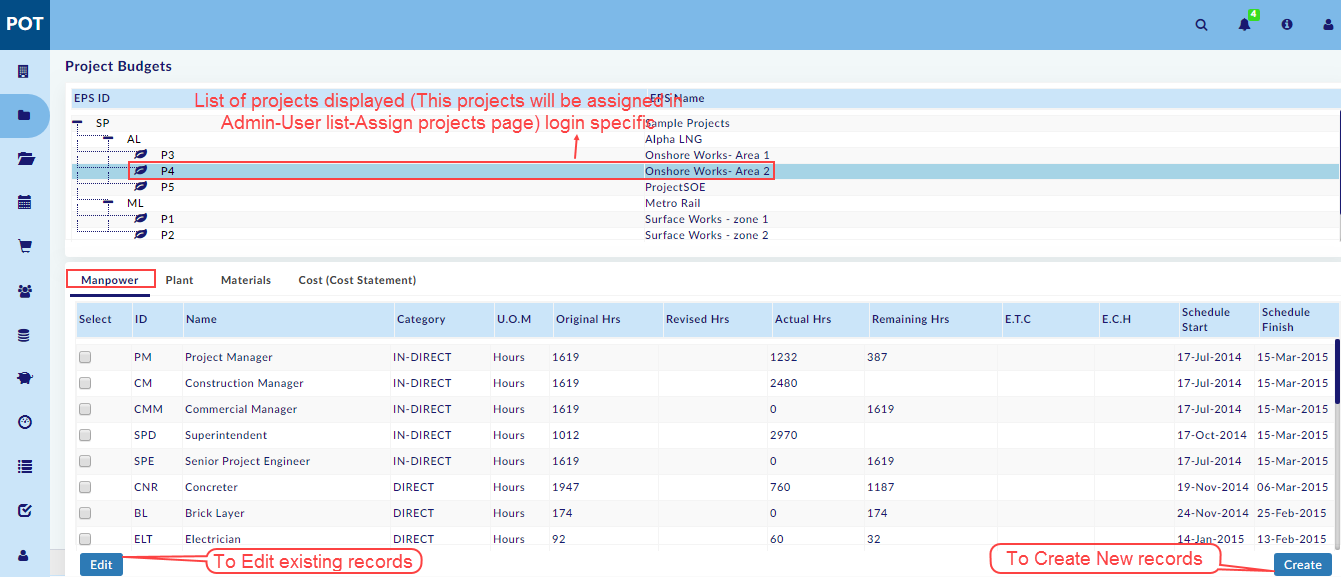 POT
4
Project Budgets
EPS ID EPS Name
List of projects displayed (This projects will be assigned in
Admin-User list-Assign projects page) login specific
SP Sample Projects
AL Alpha LNG
P3 Onshore Works- Area 1
P4 Onshore Works- Area 2
P5 ProjectSOE
ML Metro Rail
P1 Surface Works - zone 1
P2 Surface Works - zone 2
Manpower Plant Materials Cost (Cost Statement)
Select ID Name Category U.O.M Original Hrs Revised Hrs Actual Hrs Remaining Hrs E.T.C E.C.H Schedule Start Schedule Finish
PM Project Manager IN-DIRECT Hours 1619 1232 387 17-Jul-2014 15-Mar-2015
CM Construction Manager IN-DIRECT Hours 1619 2480 17-Jul-2014 15-Mar-2015
CMM Commercial Manager IN-DIRECT Hours 1619 0 1619 17-Jul-2014 15-Mar-2015
SPD Superintendent IN-DIRECT Hours 1012 2970 17-Oct-2014 15-Mar-2015
SPE Senior Project Engineer IN-DIRECT Hours 1619 0 1619 17-Jul-2014 15-Mar-2015
CNR Concreter DIRECT Hours 1947 760 1187 19-Nov-2014 06-Mar-2015
BL Brick Layer DIRECT Hours 174 0 174 24-Nov-2014 25-Feb-2015
ELT Electrician DIRECT Hours 92 60 32 14-Jan-2015 13-Feb-2015
Edit To Edit existing records To Create New records Create